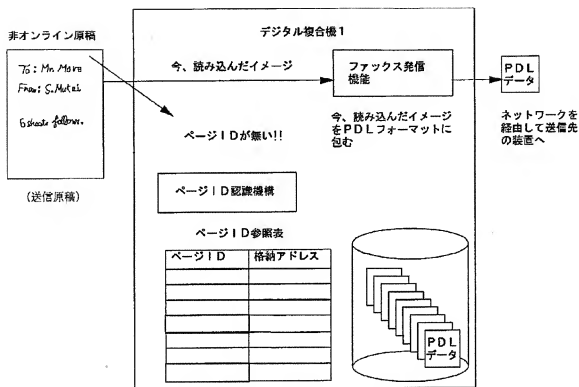 非オンライン原稿
To: Mr. More
From: S. Mutai
6 sheets follows.
(送信原稿)
デジタル複合機1
今、読み込んだイメージ
ファックス発信
機能
PDL
データ
今、読み込んだイメージ
をPDLフォーマットに
包む
ネットワークを
経由して送信先
の装置へ
ページIDが無い!!
ページID認識機構
ページID参照表
ページID 格納アドレス
PDL
データ